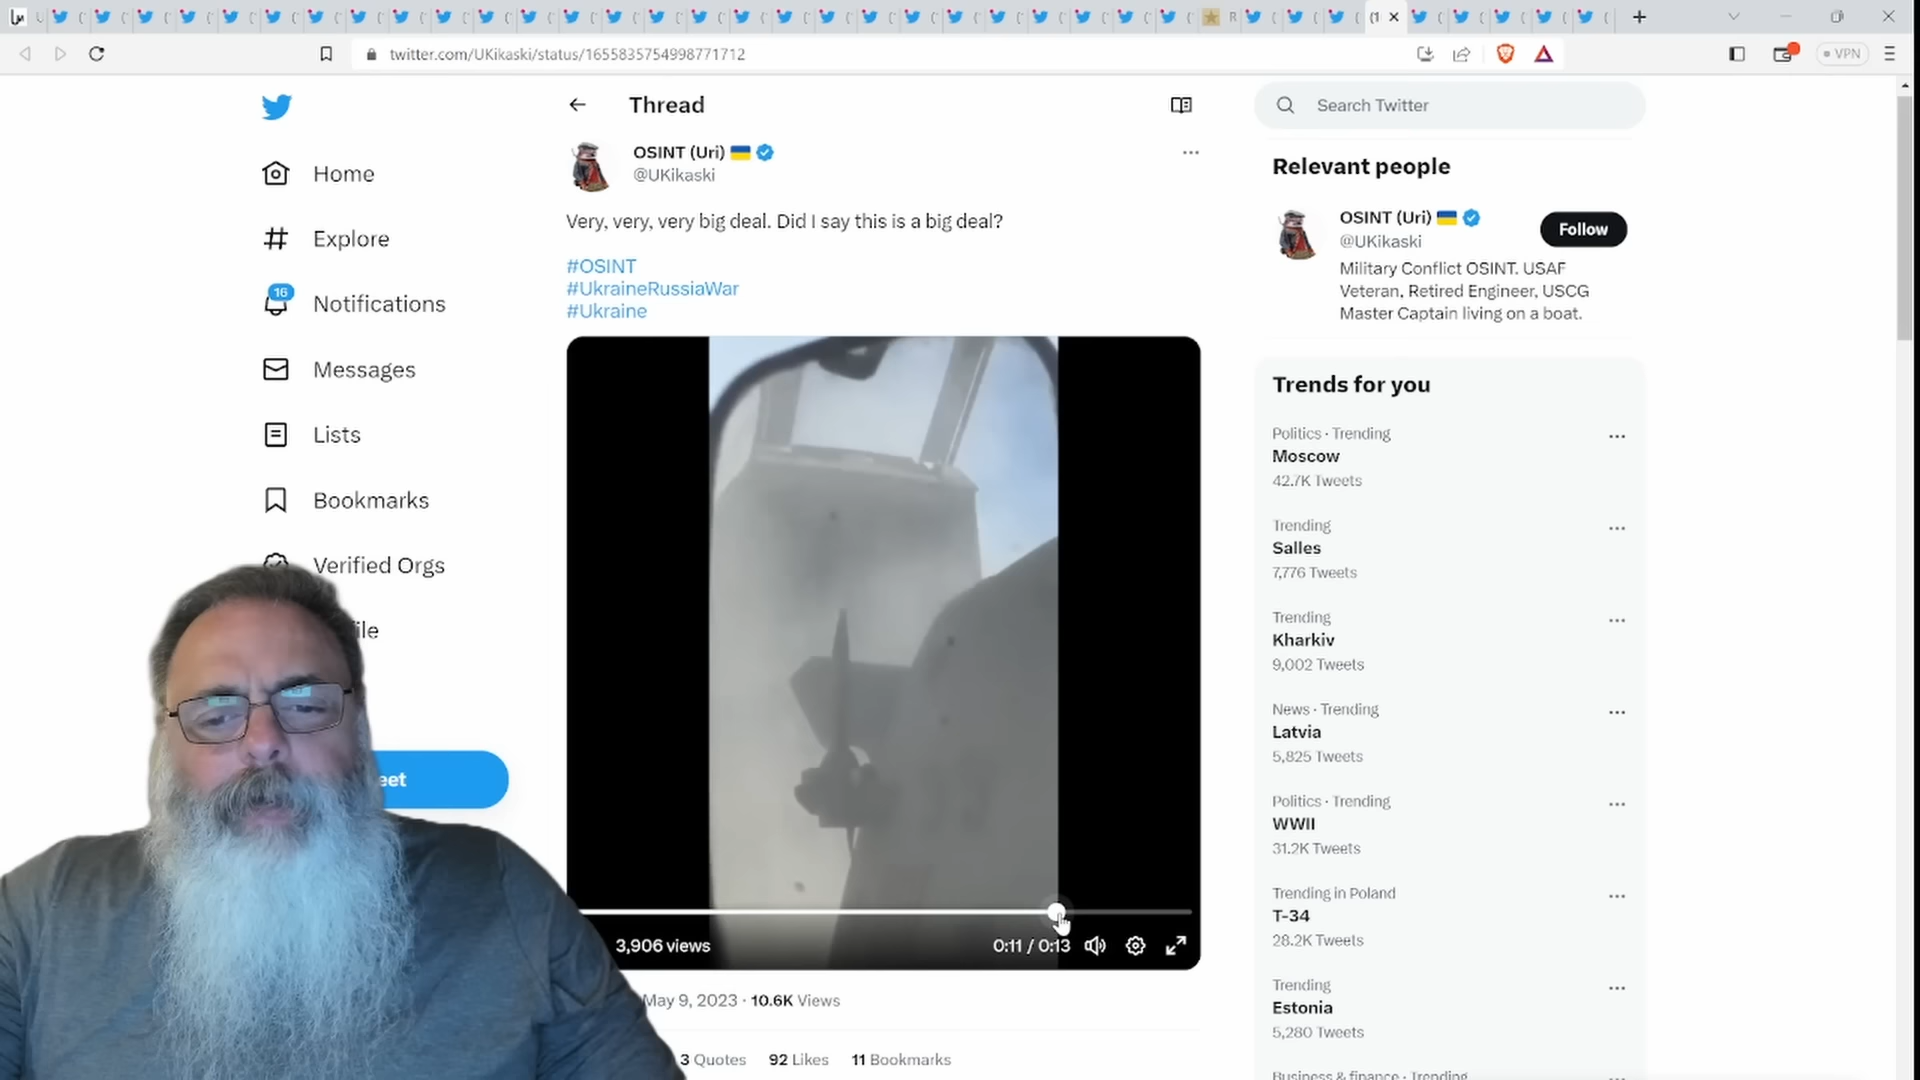 twitter.com/UKikaski/status/1655835754998771712
VPN
Thread
Search Twitter
Home
Explore
16
Notifications
Messages
Lists
Bookmarks
Verified Orgs
ile
eet
OSINT (Uri)
@UKikaski
Very, very, very big deal. Did I say this is a big deal?
#OSINT
#UkraineRussiaWar
#Ukraine
3,906 views
0:11 / 0:13
May 9, 2023 · 10.6K Views
3 Quotes 92 Likes 11 Bookmarks
Relevant people
OSINT (Uri)
@UKikaski
Follow
Military Conflict OSINT. USAF
Veteran, Retired Engineer, USCG
Master Captain living on a boat.
Trends for you
Politics · Trending
Moscow
42.7K Tweets
Trending
Salles
7,776 Tweets
Trending
Kharkiv
9,002 Tweets
News · Trending
Latvia
5,825 Tweets
Politics · Trending
WWII
31.2K Tweets
Trending in Poland
T-34
28.2K Tweets
Trending
Estonia
5,280 Tweets
Business & finance · Trending